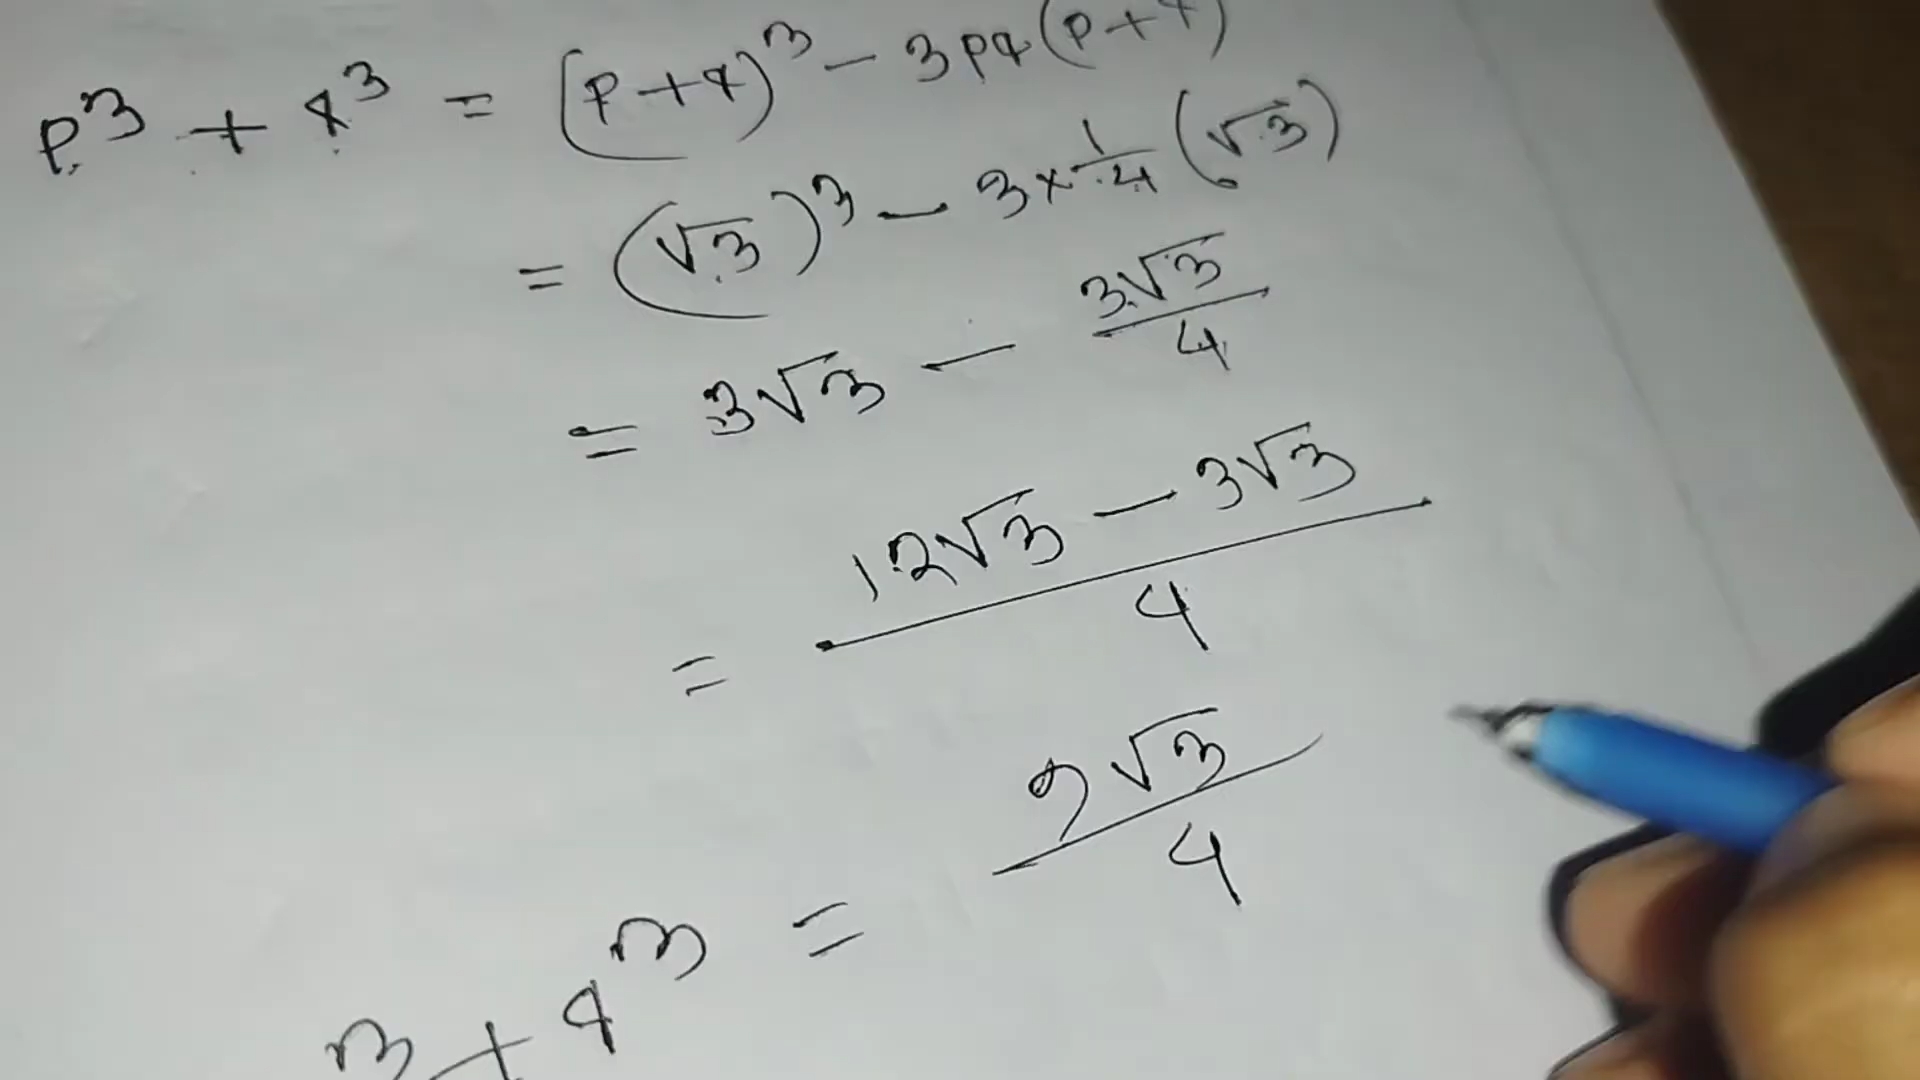 p³ + q³ = (p+q)³ - 3pq(p+q)
= (√3)³ - 3×1/4(√3)
= 3√3 - 3√3/4
= 12√3 - 3√3/4
9√3/4
³ + q³ =